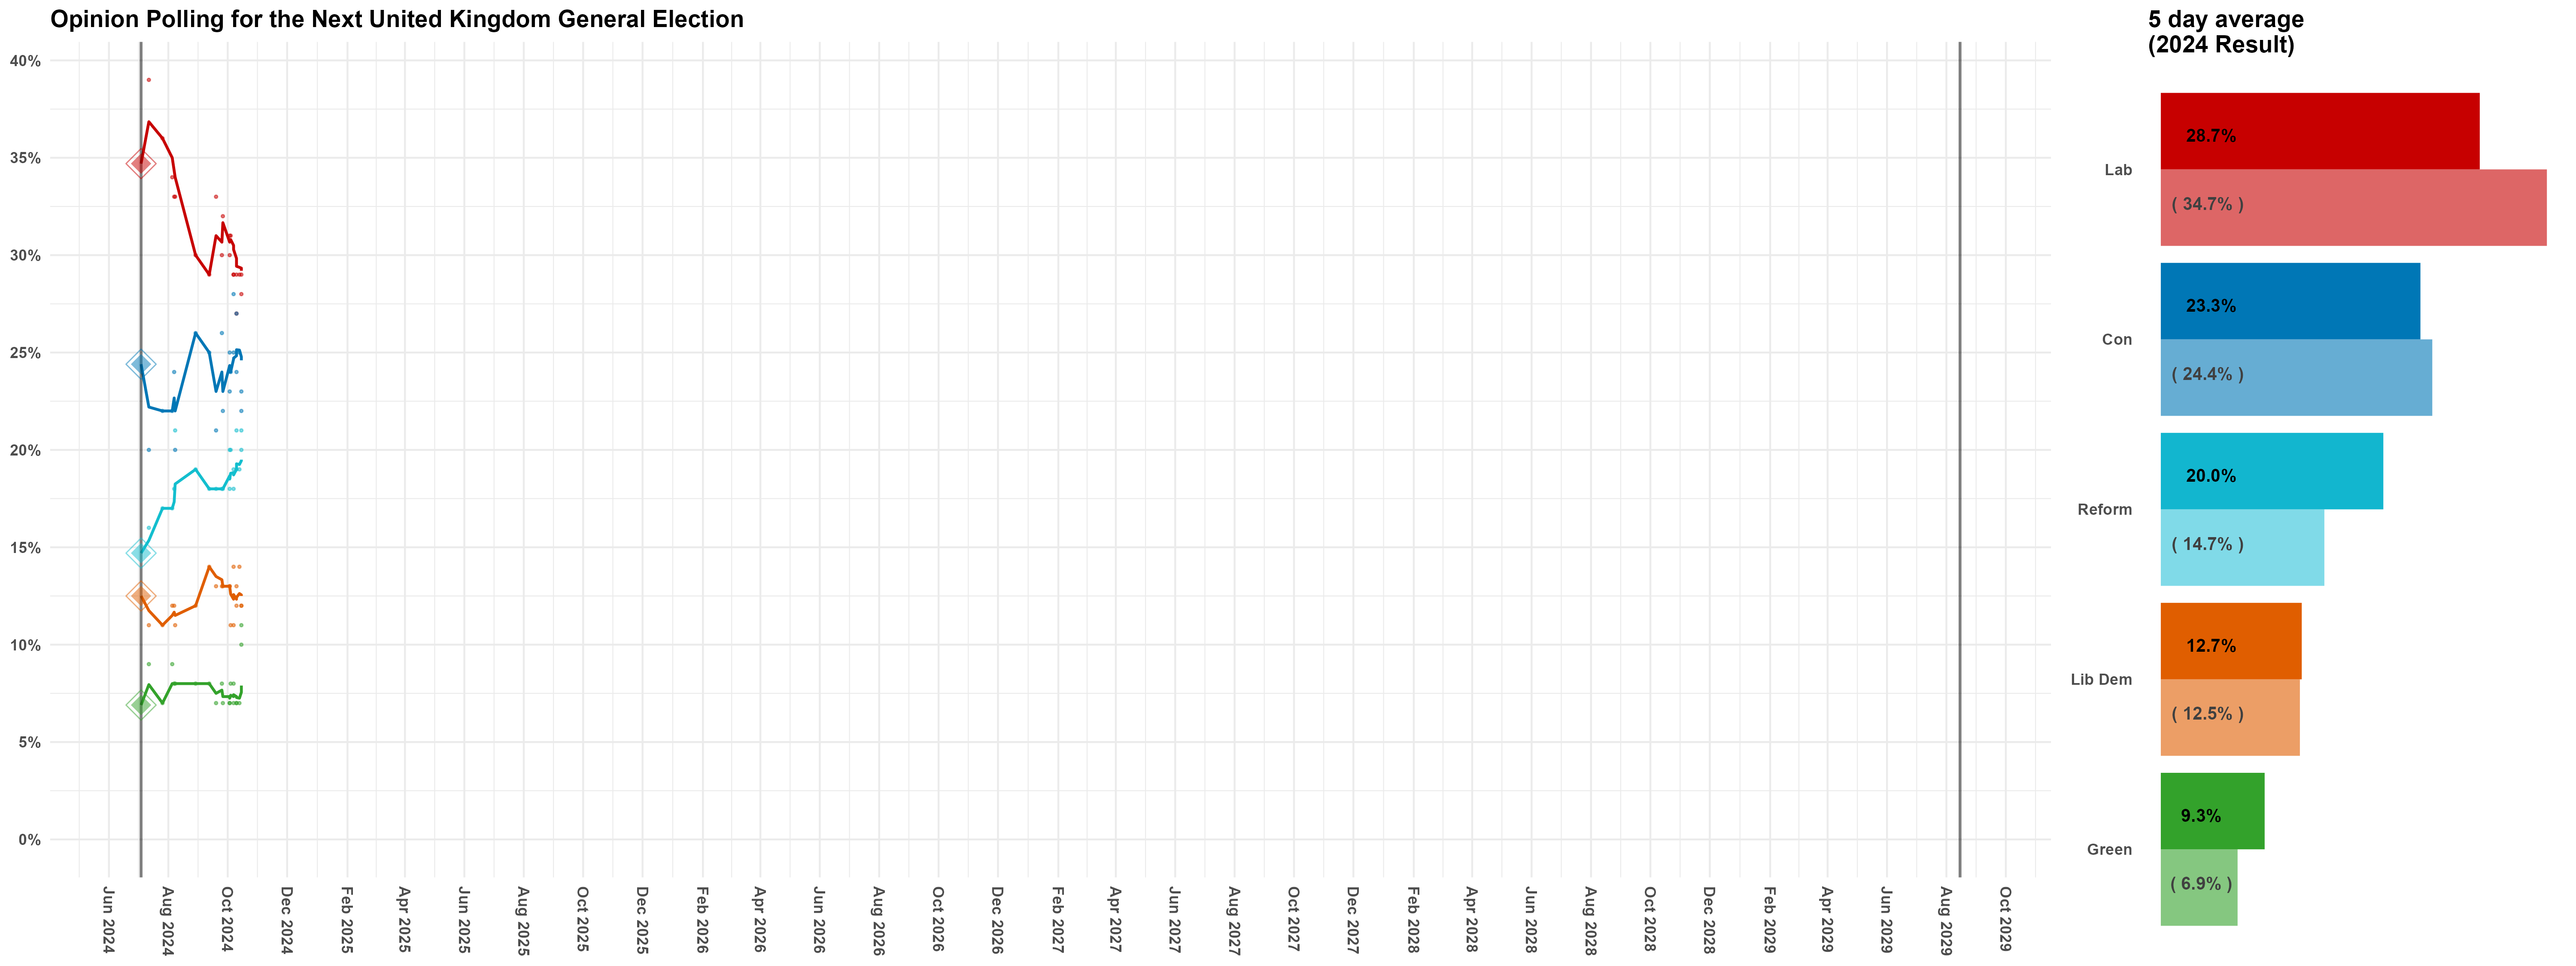 Opinion Polling for the Next United Kingdom General Election
40%
35%
30%
25%
20%
15%
10%
5%
0%
Jun 2024
Aug 2024
Oct 2024
Dec 2024
Feb 2025
Apr 2025
Jun 2025
Aug 2025
Oct 2025
Dec 2025
Feb 2026
Apr 2026
Jun 2026
Aug 2026
Oct 2026
Dec 2026
Feb 2027
Apr 2027
Jun 2027
Aug 2027
Oct 2027
Dec 2027
Feb 2028
Apr 2028
Jun 2028
Aug 2028
Oct 2028
Dec 2028
Feb 2029
Apr 2029
Jun 2029
Aug 2029
Oct 2029
5 day average
(2024 Result)
Lab
28.7%
( 34.7% )
Con
23.3%
( 24.4% )
Reform
20.0%
( 14.7% )
Lib Dem
12.7%
( 12.5% )
Green
9.3%
( 6.9% )